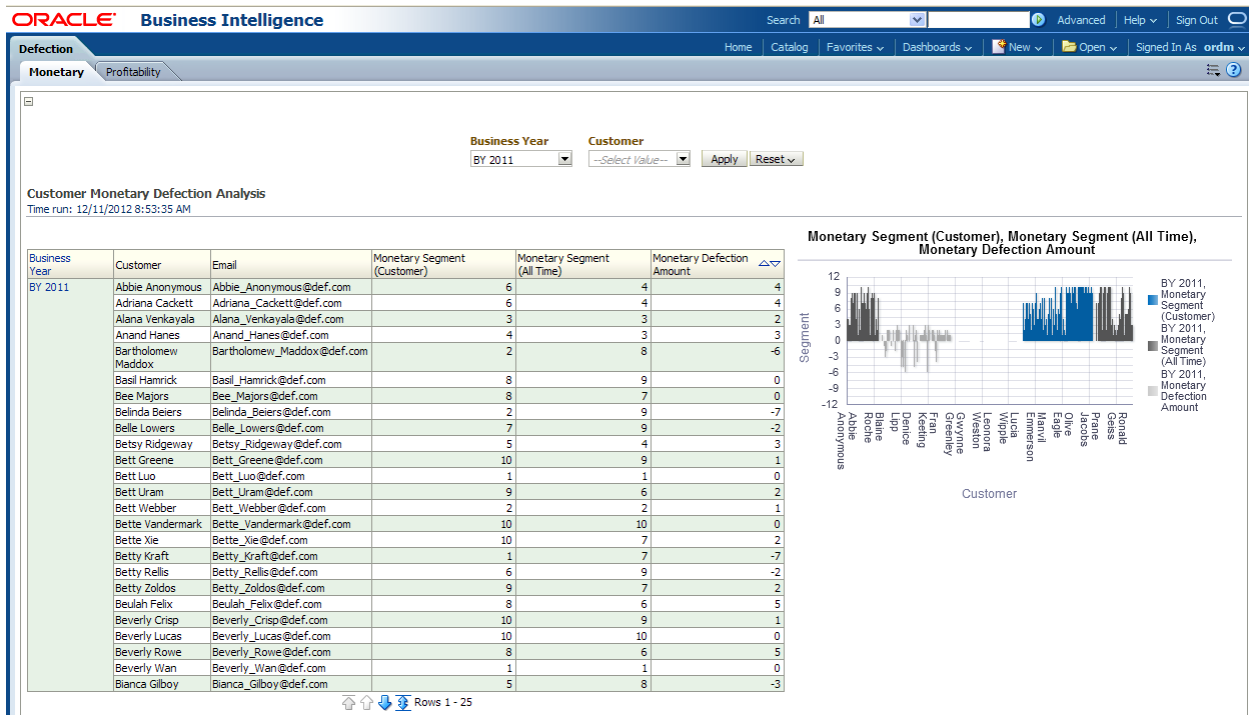 ORACLE Business Intelligence
Search All Advanced Help Sign Out
Defection
Home Catalog Favorites Dashboards New Open Signed In As ordm
Monetary Profitability
Business Year Customer
BY 2011 --Select Value-- Apply Reset
Customer Monetary Defection Analysis
Time run: 12/11/2012 8:53:35 AM
Business Year Customer Email Monetary Segment (Customer) Monetary Segment (All Time) Monetary Defection Amount
BY 2011 Abbie Anonymous Abbie_Anonymous@def.com 6 4 4
Adriana Cackett Adriana_Cackett@def.com 6 4 4
Alana Venkayala Alana_Venkayala@def.com 3 3 2
Anand Hanes Anand_Hanes@def.com 4 3 3
Bartholomew Maddox Bartholomew_Maddox@def.com 2 8 -6
Basil Hamrick Basil_Hamrick@def.com 8 9 0
Bee Majors Bee_Majors@def.com 8 7 0
Belinda Beiers Belinda_Beiers@def.com 2 9 -7
Belle Lowers Belle_Lowers@def.com 7 9 -2
Betsy Ridgeway Betsy_Ridgeway@def.com 5 4 3
Bett Greene Bett_Greene@def.com 10 9 1
Bett Luo Bett_Luo@def.com 1 1 0
Bett Uram Bett_Uram@def.com 9 6 2
Bett Webber Bett_Webber@def.com 2 2 1
Bette Vandermark Bette_Vandermark@def.com 10 10 0
Bette Xie Bette_Xie@def.com 10 7 2
Betty Kraft Betty_Kraft@def.com 1 7 -7
Betty Rellis Betty_Rellis@def.com 6 9 -2
Betty Zoldos Betty_Zoldos@def.com 9 7 2
Beulah Felix Beulah_Felix@def.com 8 6 5
Beverly Crisp Beverly_Crisp@def.com 10 9 1
Beverly Lucas Beverly_Lucas@def.com 10 10 0
Beverly Rowe Beverly_Rowe@def.com 8 6 5
Beverly Wan Beverly_Wan@def.com 1 1 0
Bianca Gilboy Bianca_Gilboy@def.com 5 8 -3
Rows 1 - 25
Monetary Segment (Customer), Monetary Segment (All Time),
Monetary Defection Amount
Segment
12
9
6
3
0
-3
-6
-9
-12
Anonymous
Abbie
Roche
Blaine
Lipp
Denice
Keeting
Fran
Greenley
Gwynne
Weston
Leonora
Wipple
Lucia
Emmerson
Manvil
Eagle
Olive
Jacobs
Prane
Geiss
Ronald
Customer
BY 2011,
Monetary
Segment
(Customer)
BY 2011,
Monetary
Segment
(All Time)
BY 2011,
Monetary
Defection
Amount